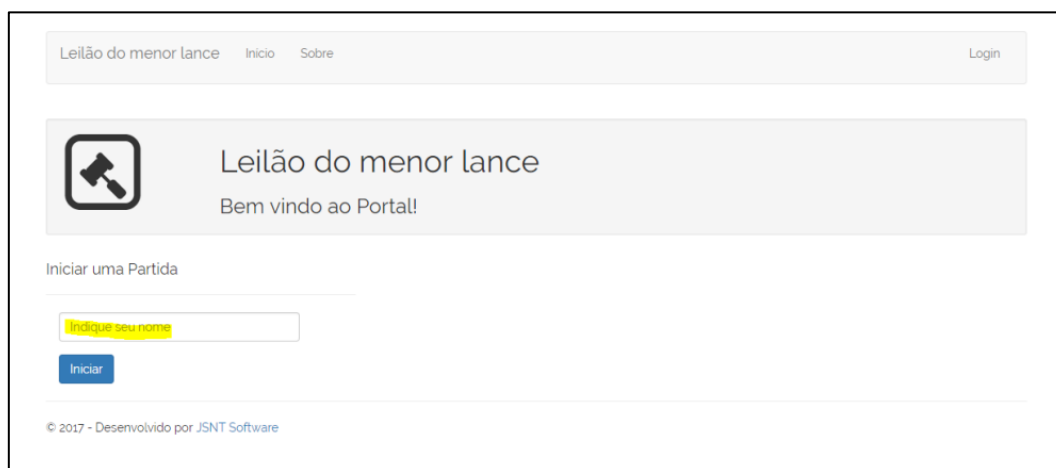 Leilão do menor lance Inicio Sobre Login
Leilão do menor lance
Bem vindo ao Portal!
Iniciar uma Partida
Indique seu nome
Iniciar
© 2017 - Desenvolvido por JSNT Software